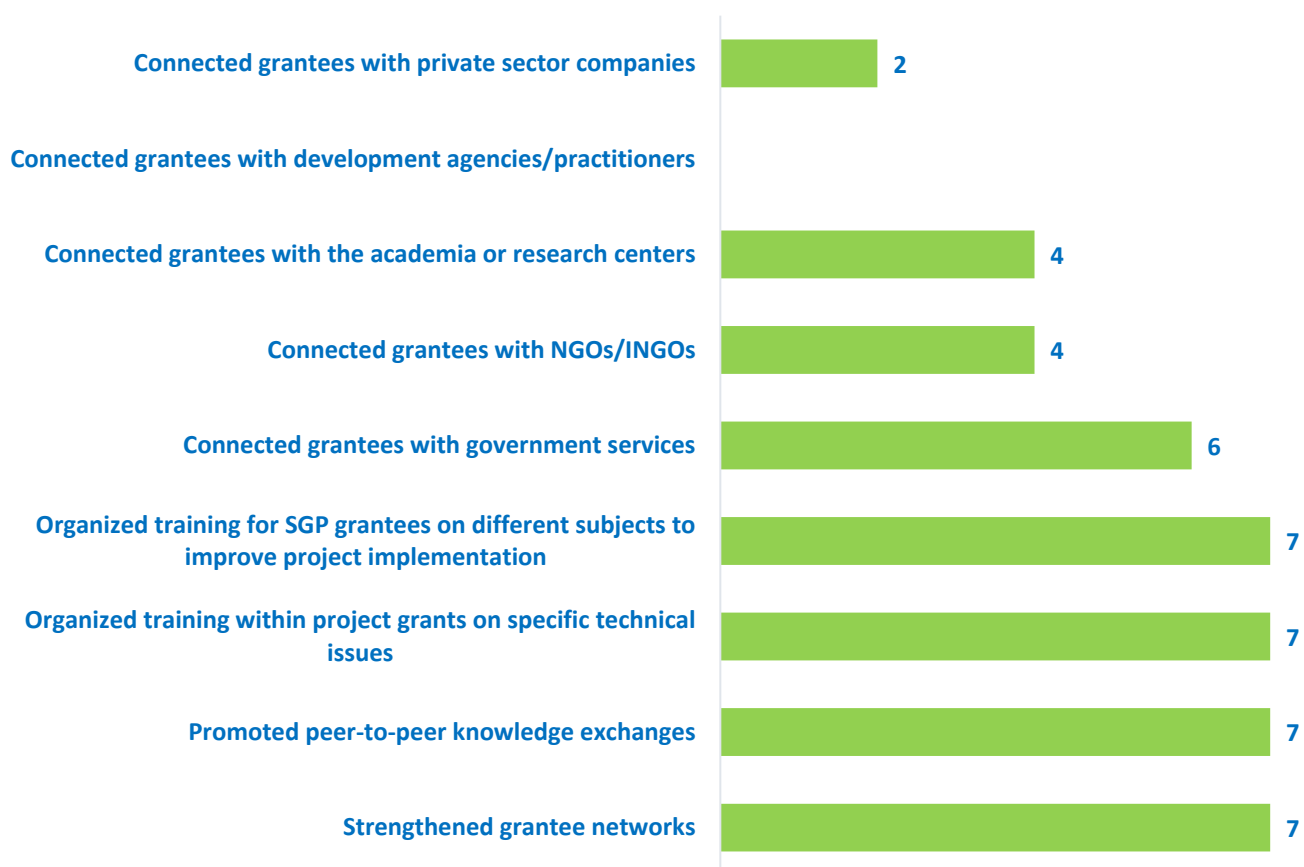 Connected grantees with private sector companies
2
Connected grantees with development agencies/practitioners
Connected grantees with the academia or research centers
4
Connected grantees with NGOs/INGOs
4
Connected grantees with government services
6
Organized training for SGP grantees on different subjects to
improve project implementation
7
Organized training within project grants on specific technical
issues
7
Promoted peer-to-peer knowledge exchanges
7
Strengthened grantee networks
7